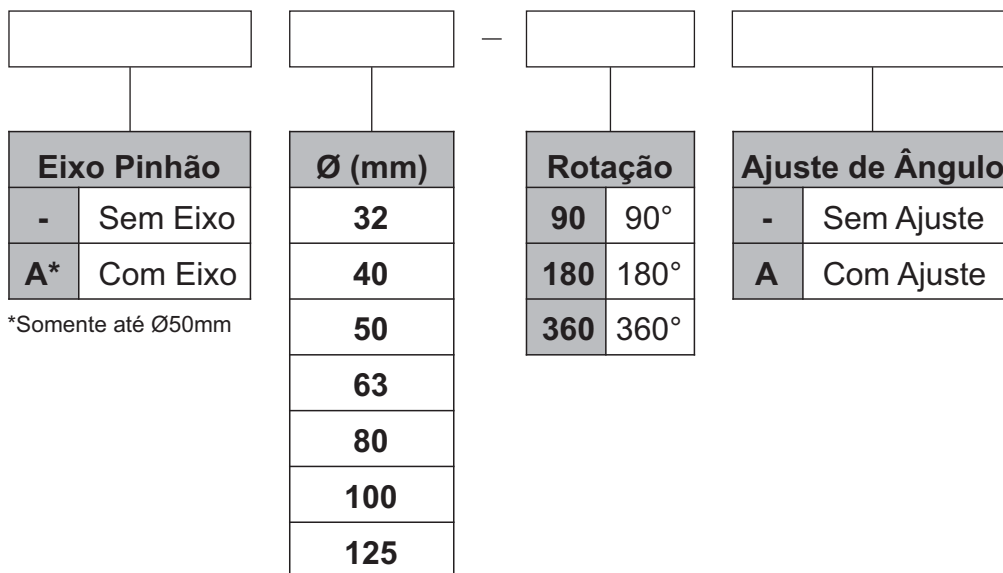 —
Eixo Pinhão Ø (mm) Rotação Ajuste de Ângulo
- Sem Eixo 32 90 90° - Sem Ajuste
A* Com Eixo 40 180 180° A Com Ajuste
*Somente até Ø50mm 50 360 360°
63
80
100
125